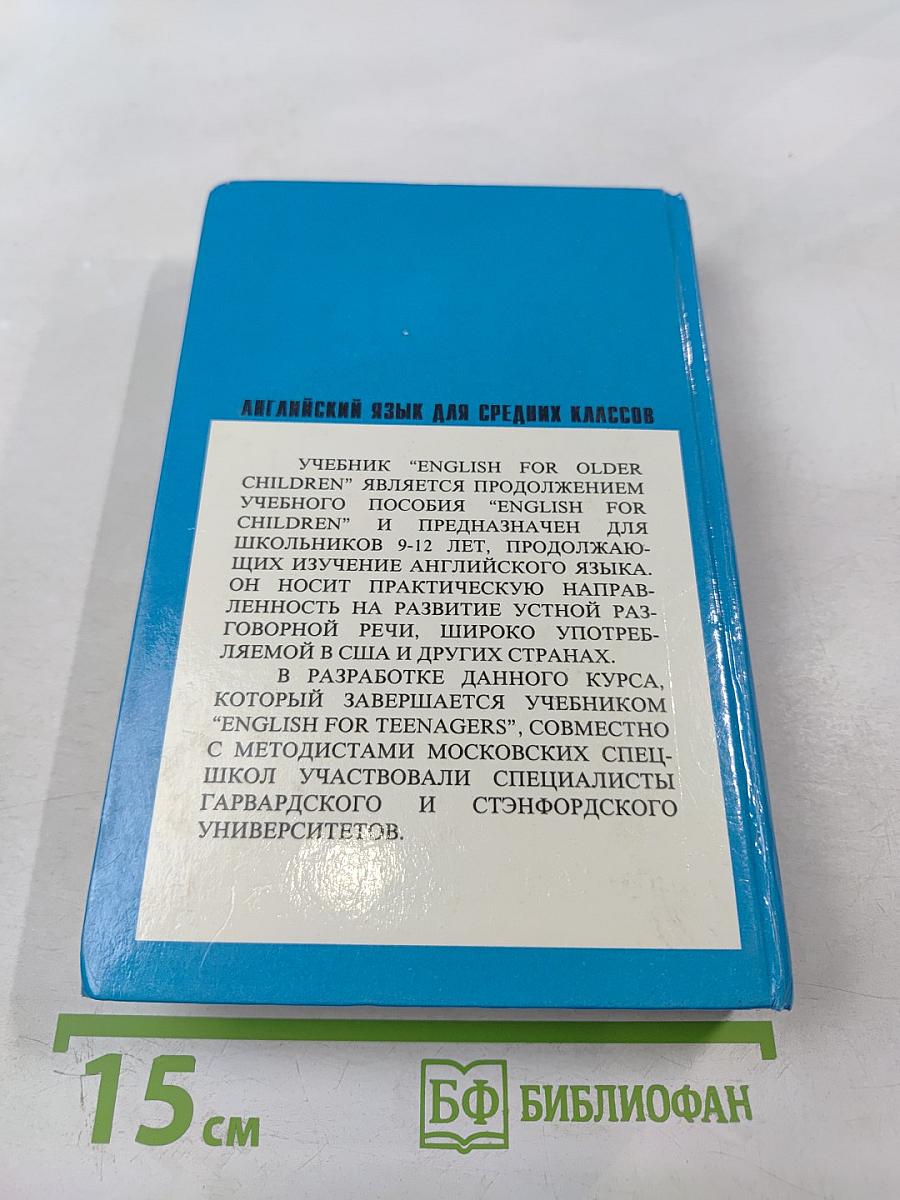 АНГЛИЙСКИЙ ЯЗЫК ДЛЯ СРЕДНИХ КЛАССОВ
УЧЕБНИК “ENGLISH FOR OLDER
CHILDREN” ЯВЛЯЕТСЯ ПРОДОЛЖЕНИЕМ
УЧЕБНОГО ПОСОБИЯ “ENGLISH FOR
CHILDREN” И ПРЕДНАЗНАЧЕН ДЛЯ
ШКОЛЬНИКОВ 9-12 ЛЕТ, ПРОДОЛЖАЮ-
ЩИХ ИЗУЧЕНИЕ АНГЛИЙСКОГО ЯЗЫКА.
ОН НОСИТ ПРАКТИЧЕСКУЮ НАПРАВ-
ЛЕННОСТЬ НА РАЗВИТИЕ УСТНОЙ РАЗ-
ГОВОРНОЙ РЕЧИ, ШИРОКО УПОТРЕБ-
ЛЯЕМОЙ В США И ДРУГИХ СТРАНАХ.
В РАЗРАБОТКЕ ДАННОГО КУРСА,
КОТОРЫЙ ЗАВЕРШАЕТСЯ УЧЕБНИКОМ
“ENGLISH FOR TEENAGERS”, СОВМЕСТНО
С МЕТОДИСТАМИ МОСКОВСКИХ СПЕЦ-
ШКОЛ УЧАСТВОВАЛИ СПЕЦИАЛИСТЫ
ГАРВАРДСКОГО И СТЭНФОРДСКОГО
УНИВЕРСИТЕТОВ.
15 см
БФ БИБЛИОФАН